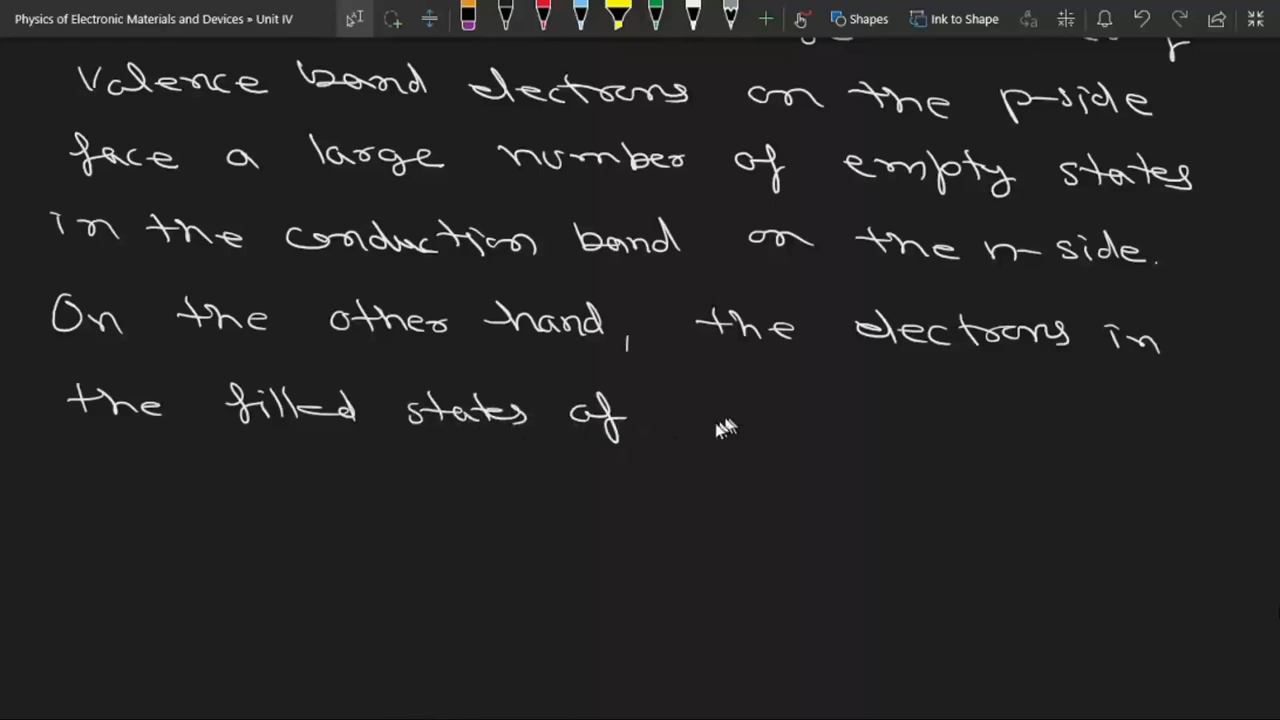 Physics of Electronic Materials and Devices » Unit IV
Shapes
Ink to Shape
Valence band electrons on the p-side
face a large number of empty states
in the conduction band on the n-side.
On the other hand, the electrons in
the filled states of